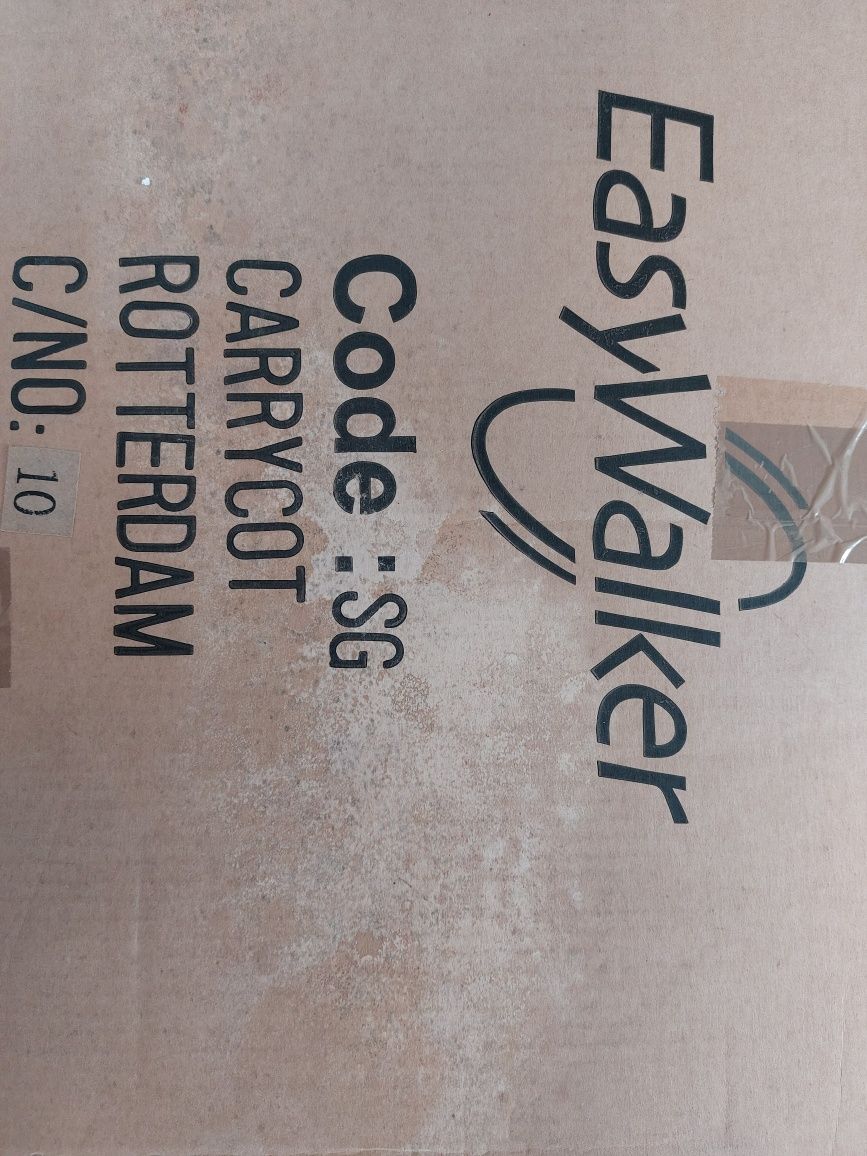 EasyWalker
Code :SG
CARRYCOT
ROTTERDAM
C/NO: 10